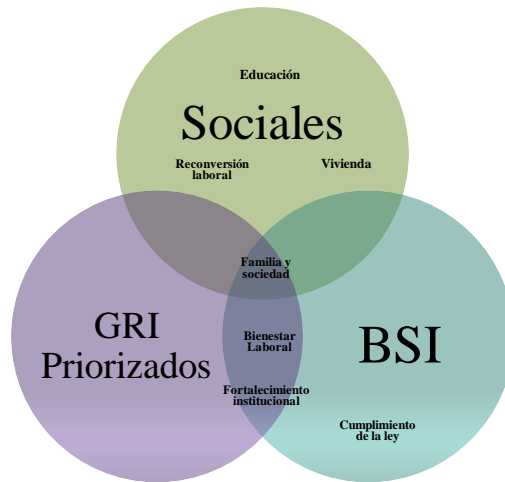 Educación
Sociales
Reconversión
laboral
Vivienda
Familia y
sociedad
GRI
Priorizados
Bienestar
Laboral
BSI
Fortalecimiento
institucional
Cumplimiento
de la ley